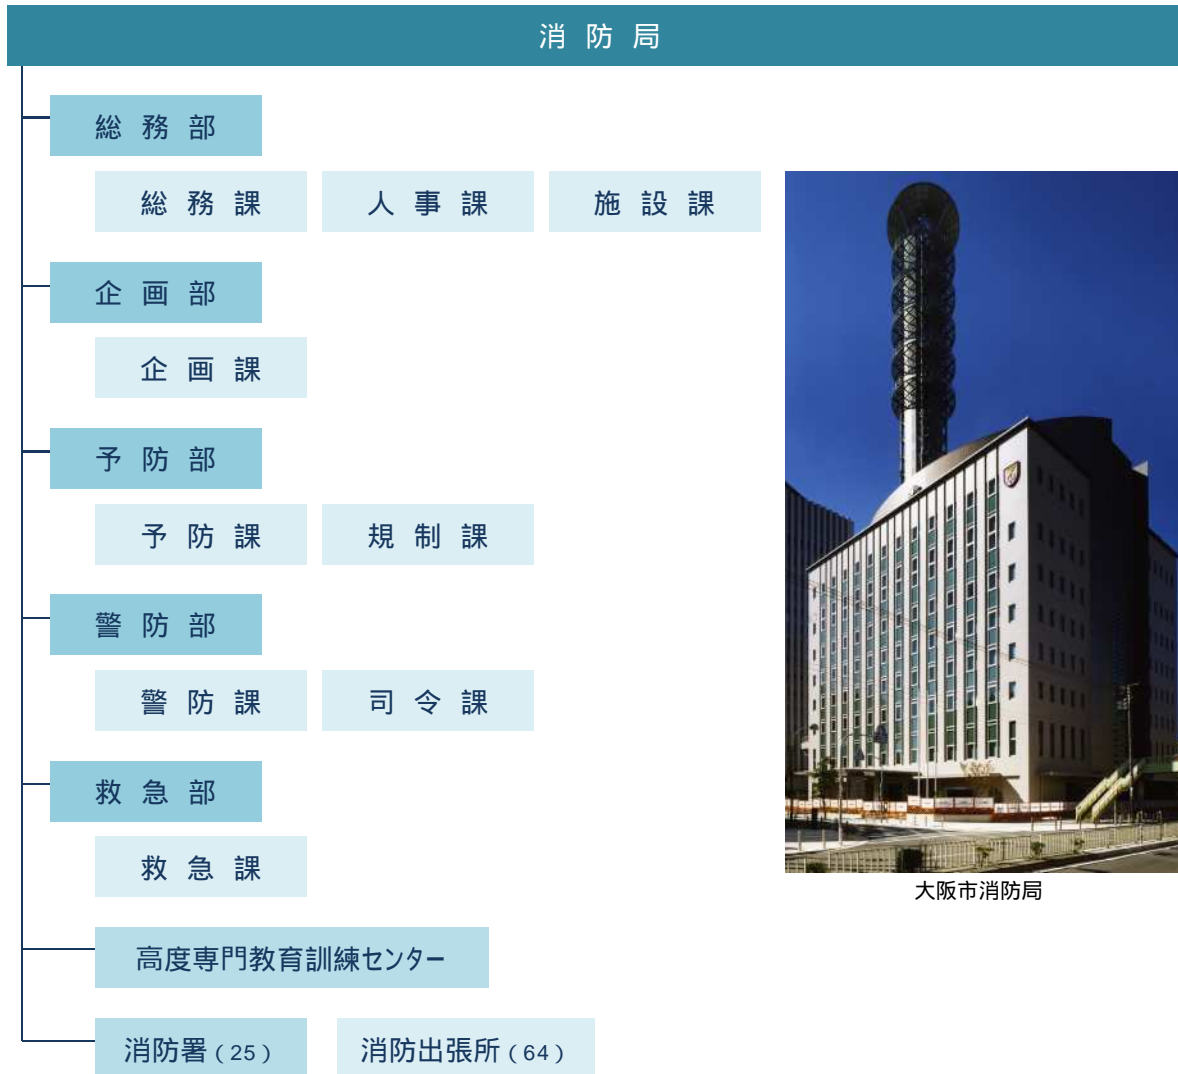 消防局
総務部
総務課 人事課 施設課
企画部
企画課
予防部
予防課 規制課
警防部
警防課 司令課
救急部
救急課
大阪市消防局
高度専門教育訓練センター
消防署(25) 消防出張所(64)